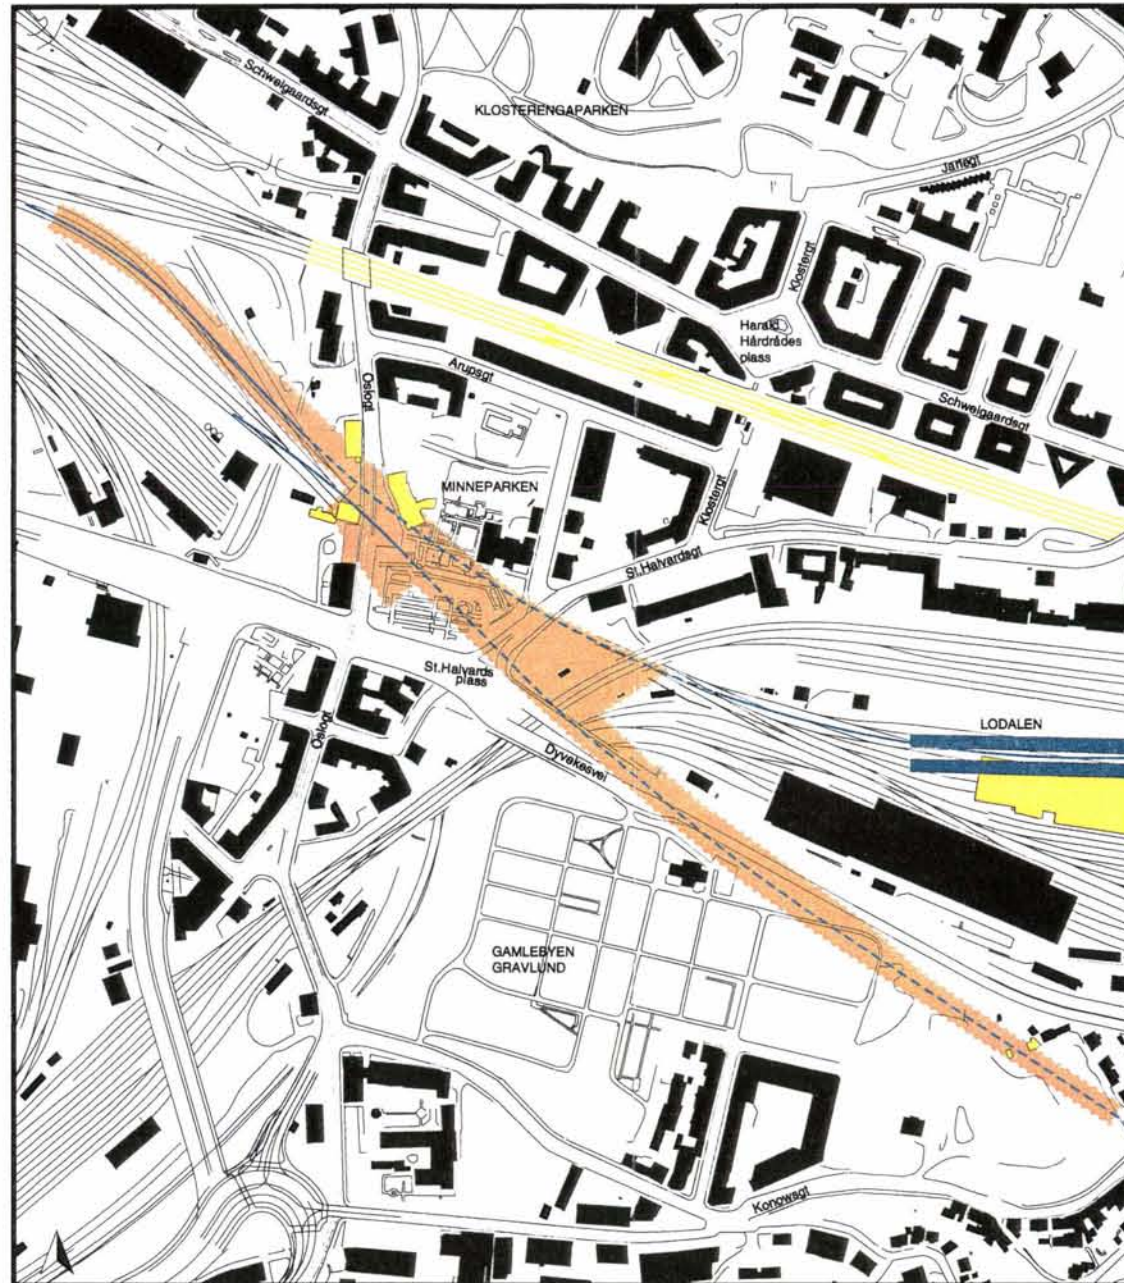 Schweigaardsgt
KLOSTERENGAPARKEN
Jarlegt
Klostergt
Harald
Hårdrådes
plass
Arupsgt
Oslogt
Schweigaardsgt
MINNEPARKEN
Klostergt
St.Halvardsgt
St.Halvards
plass
Oslogt
LODALEN
Dyvekesvei
GAMLEBYEN
GRAVLUND
Konowsgt